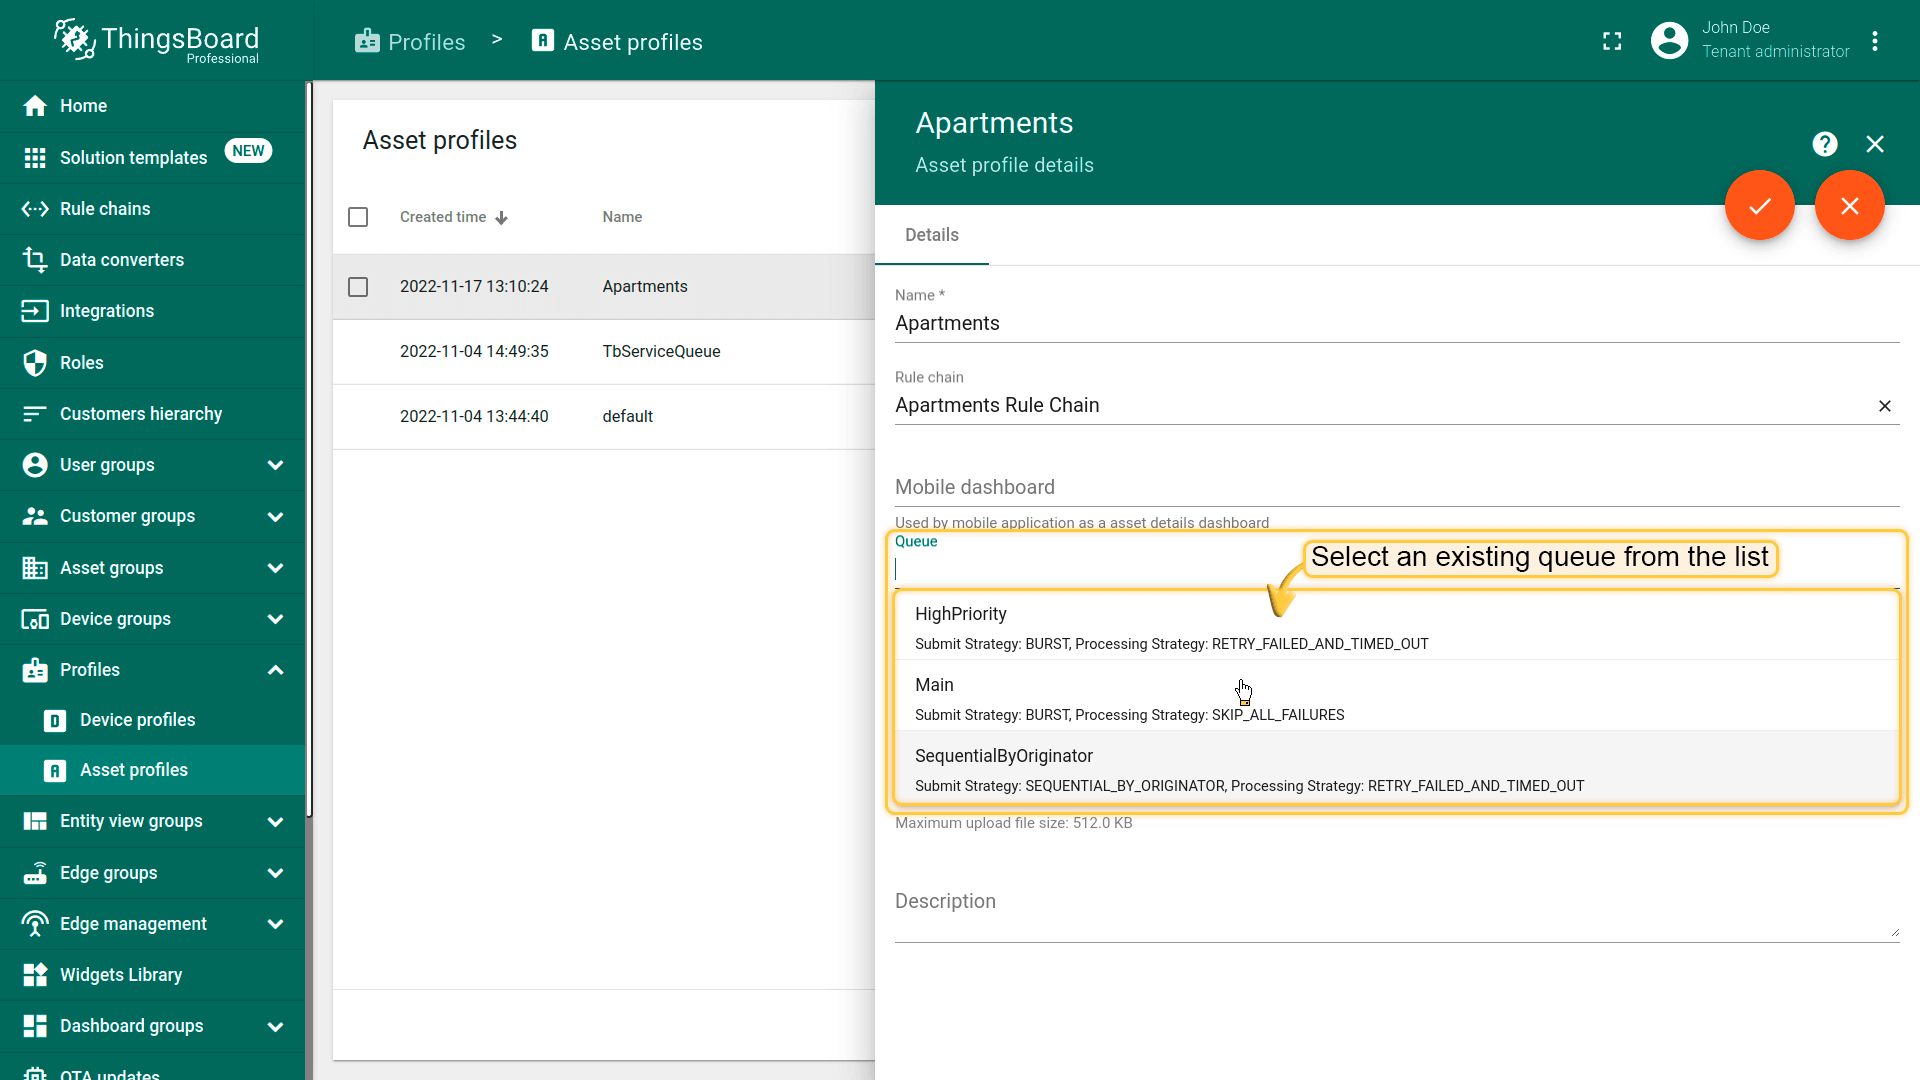 ThingsBoard
Professional
Profiles > Asset profiles
John Doe
Tenant administrator
Home
Solution templates NEW
Rule chains
Data converters
Integrations
Roles
Customers hierarchy
User groups
Customer groups
Asset groups
Device groups
Profiles
Device profiles
Asset profiles
Entity view groups
Edge groups
Edge management
Widgets Library
Dashboard groups
OTA updates
Asset profiles
Created time Name
2022-11-17 13:10:24 Apartments
2022-11-04 14:49:35 TbServiceQueue
2022-11-04 13:44:40 default
Apartments
Asset profile details
Details
Name *
Apartments
Rule chain
Apartments Rule Chain
Mobile dashboard
Used by mobile application as a asset details dashboard
Queue
Select an existing queue from the list
HighPriority
Submit Strategy: BURST, Processing Strategy: RETRY_FAILED_AND_TIMED_OUT
Main
Submit Strategy: BURST, Processing Strategy: SKIP_ALL_FAILURES
SequentialByOriginator
Submit Strategy: SEQUENTIAL_BY_ORIGINATOR, Processing Strategy: RETRY_FAILED_AND_TIMED_OUT
Maximum upload file size: 512.0 KB
Description